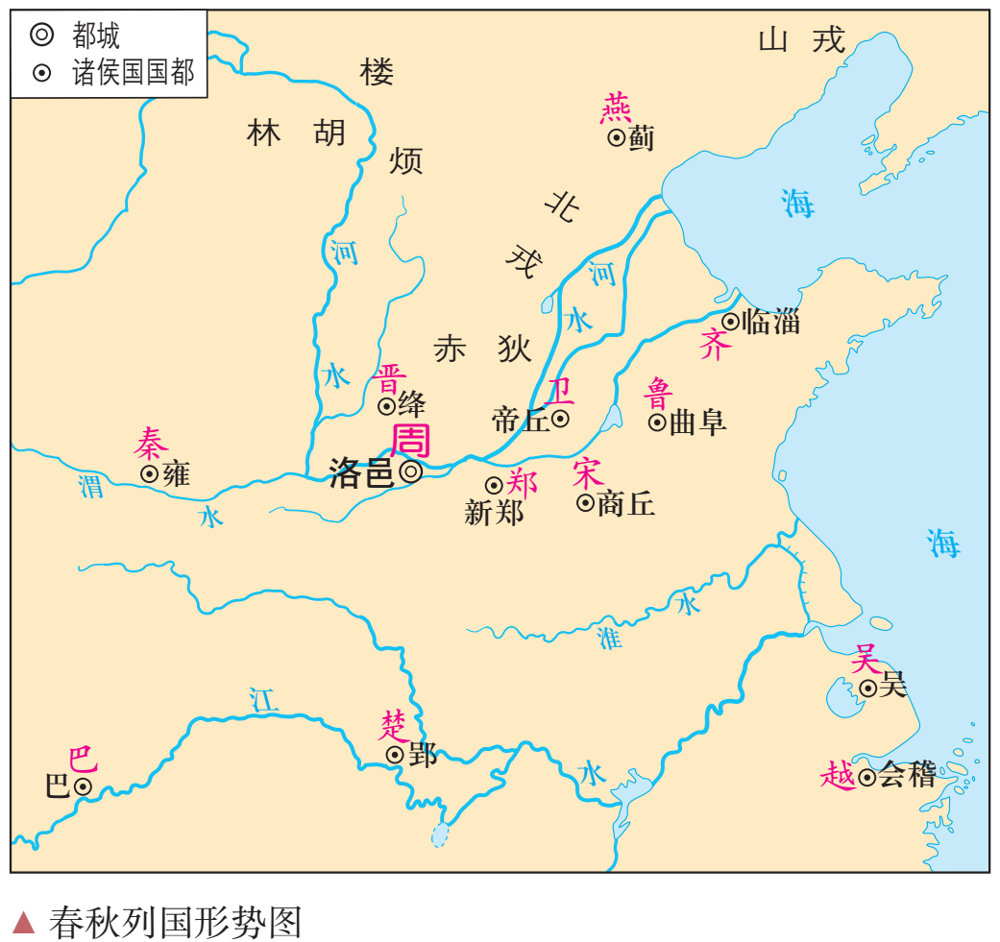 都城
诸侯国国都
山戎
楼
烦
林胡
燕
蓟
北
戎
海
河
水
河
水
赤狄
临淄
齐
晋
绛
卫
帝丘
鲁
曲阜
周
洛邑
秦
雍
渭
水
郑
新郑
宋
商丘
海
淮
水
吴
吴
江
水
楚
郢
巴
巴
越
会稽
▲ 春秋列国形势图